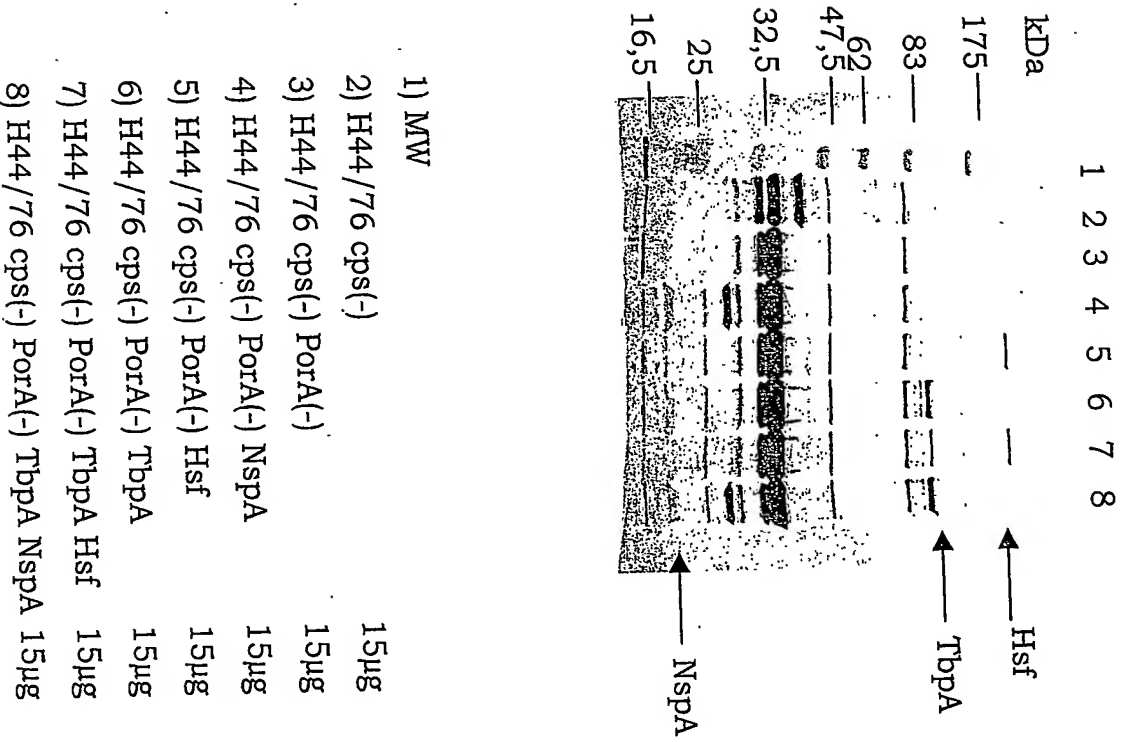 1 2 3 4 5 6 7 8
kDa
175
83
62
47,5
32,5
25
16,5
Hsf
TbpA
NspA
1) MW
2) H44/76 cps(-) 15µg
3) H44/76 cps(-) PorA(-) 15µg
4) H44/76 cps(-) PorA(-) NspA 15µg
5) H44/76 cps(-) PorA(-) Hsf 15µg
6) H44/76 cps(-) PorA(-) TbpA 15µg
7) H44/76 cps(-) PorA(-) TbpA Hsf 15µg
8) H44/76 cps(-) PorA(-) TbpA NspA 15µg